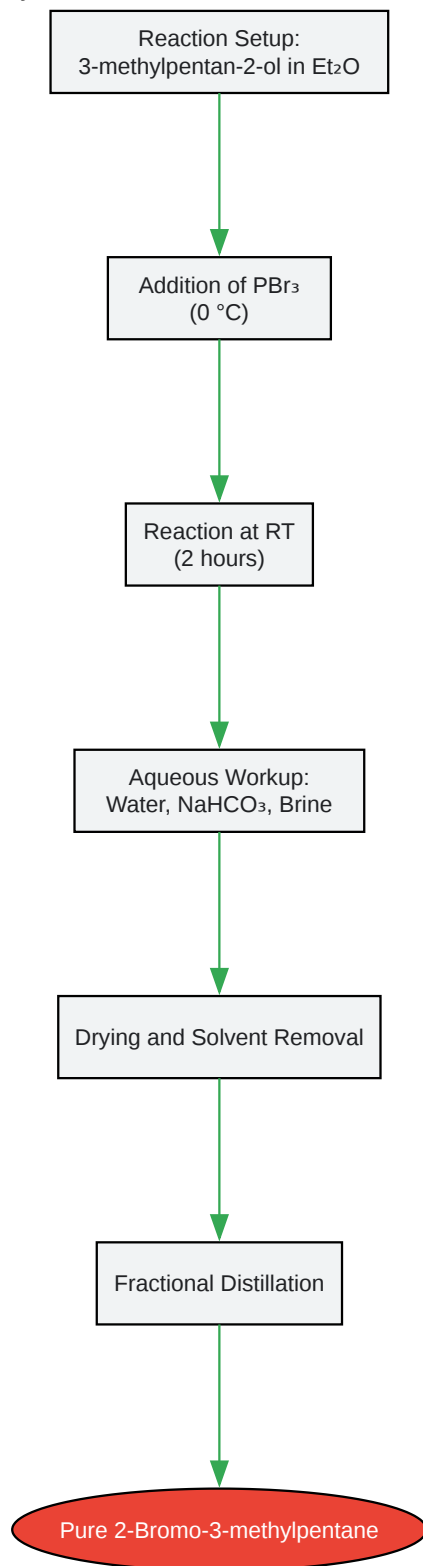 Reaction Setup:
3-methylpentan-2-ol in Et₂O
Addition of PBr₃
(0 °C)
Reaction at RT
(2 hours)
Aqueous Workup:
Water, NaHCO₃, Brine
Drying and Solvent Removal
Fractional Distillation
Pure 2-Bromo-3-methylpentane